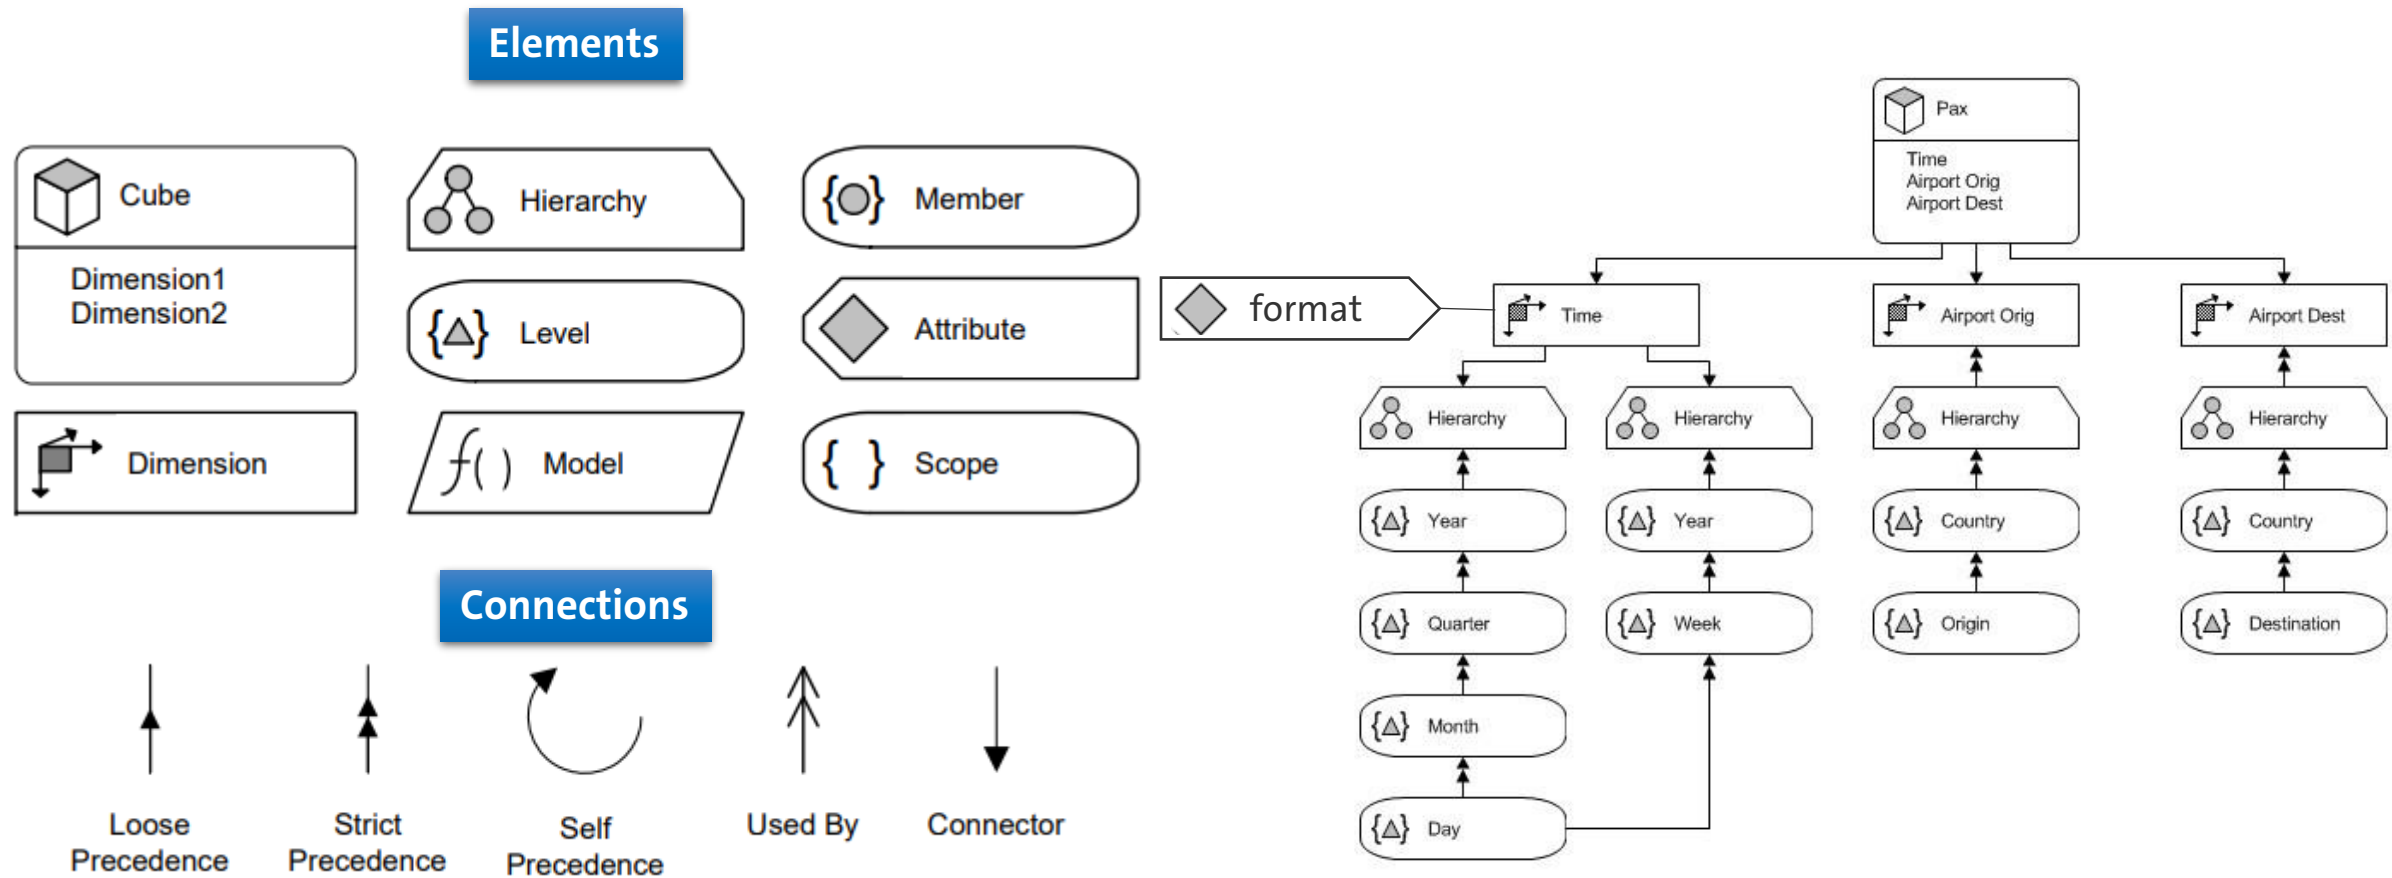 Elements
Cube
Dimension1
Dimension2
Hierarchy
Member
Level
Attribute
Dimension
f( ) Model
{ } Scope
Connections
Loose
Precedence
Strict
Precedence
Self
Precedence
Used By
Connector
Pax
Time
Airport Orig
Airport Dest
format
Time
Airport Orig
Airport Dest
Hierarchy
Hierarchy
Hierarchy
Hierarchy
Year
Year
Country
Country
Quarter
Week
Origin
Destination
Month
Day